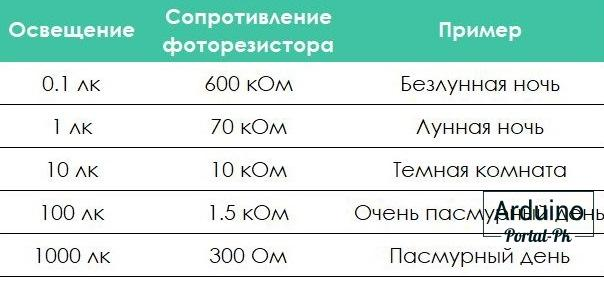 Освещение
Сопротивление
фоторезистора
Пример
0.1 лк 600 кОм Безлунная ночь
1 лк 70 кОм Лунная ночь
10 лк 10 кОм Темная комната
100 лк 1.5 кОм Очень пасмурный день
Arduino
Portal-Pk
1000 лк 300 Ом Пасмурный день